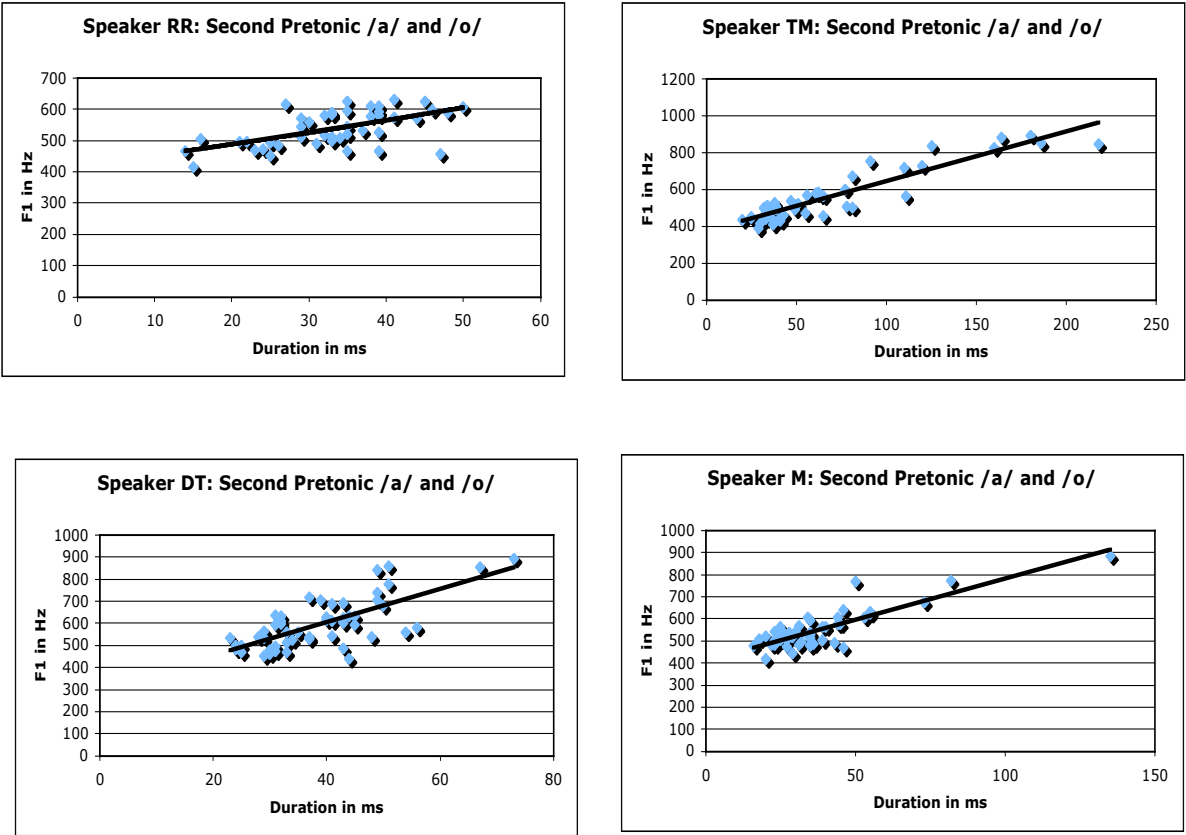 Speaker RR: Second Pretonic /a/ and /o/
700
600
500
400
300
200
100
0
F1 in Hz
0 10 20 30 40 50 60
Duration in ms
Speaker TM: Second Pretonic /a/ and /o/
1200
1000
800
600
400
200
0
F1 in Hz
0 50 100 150 200 250
Duration in ms
Speaker DT: Second Pretonic /a/ and /o/
1000
900
800
700
600
500
400
300
200
100
0
F1 in Hz
0 20 40 60 80
Duration in ms
Speaker M: Second Pretonic /a/ and /o/
1000
900
800
700
600
500
400
300
200
100
0
F1 in Hz
0 50 100 150
Duration in ms